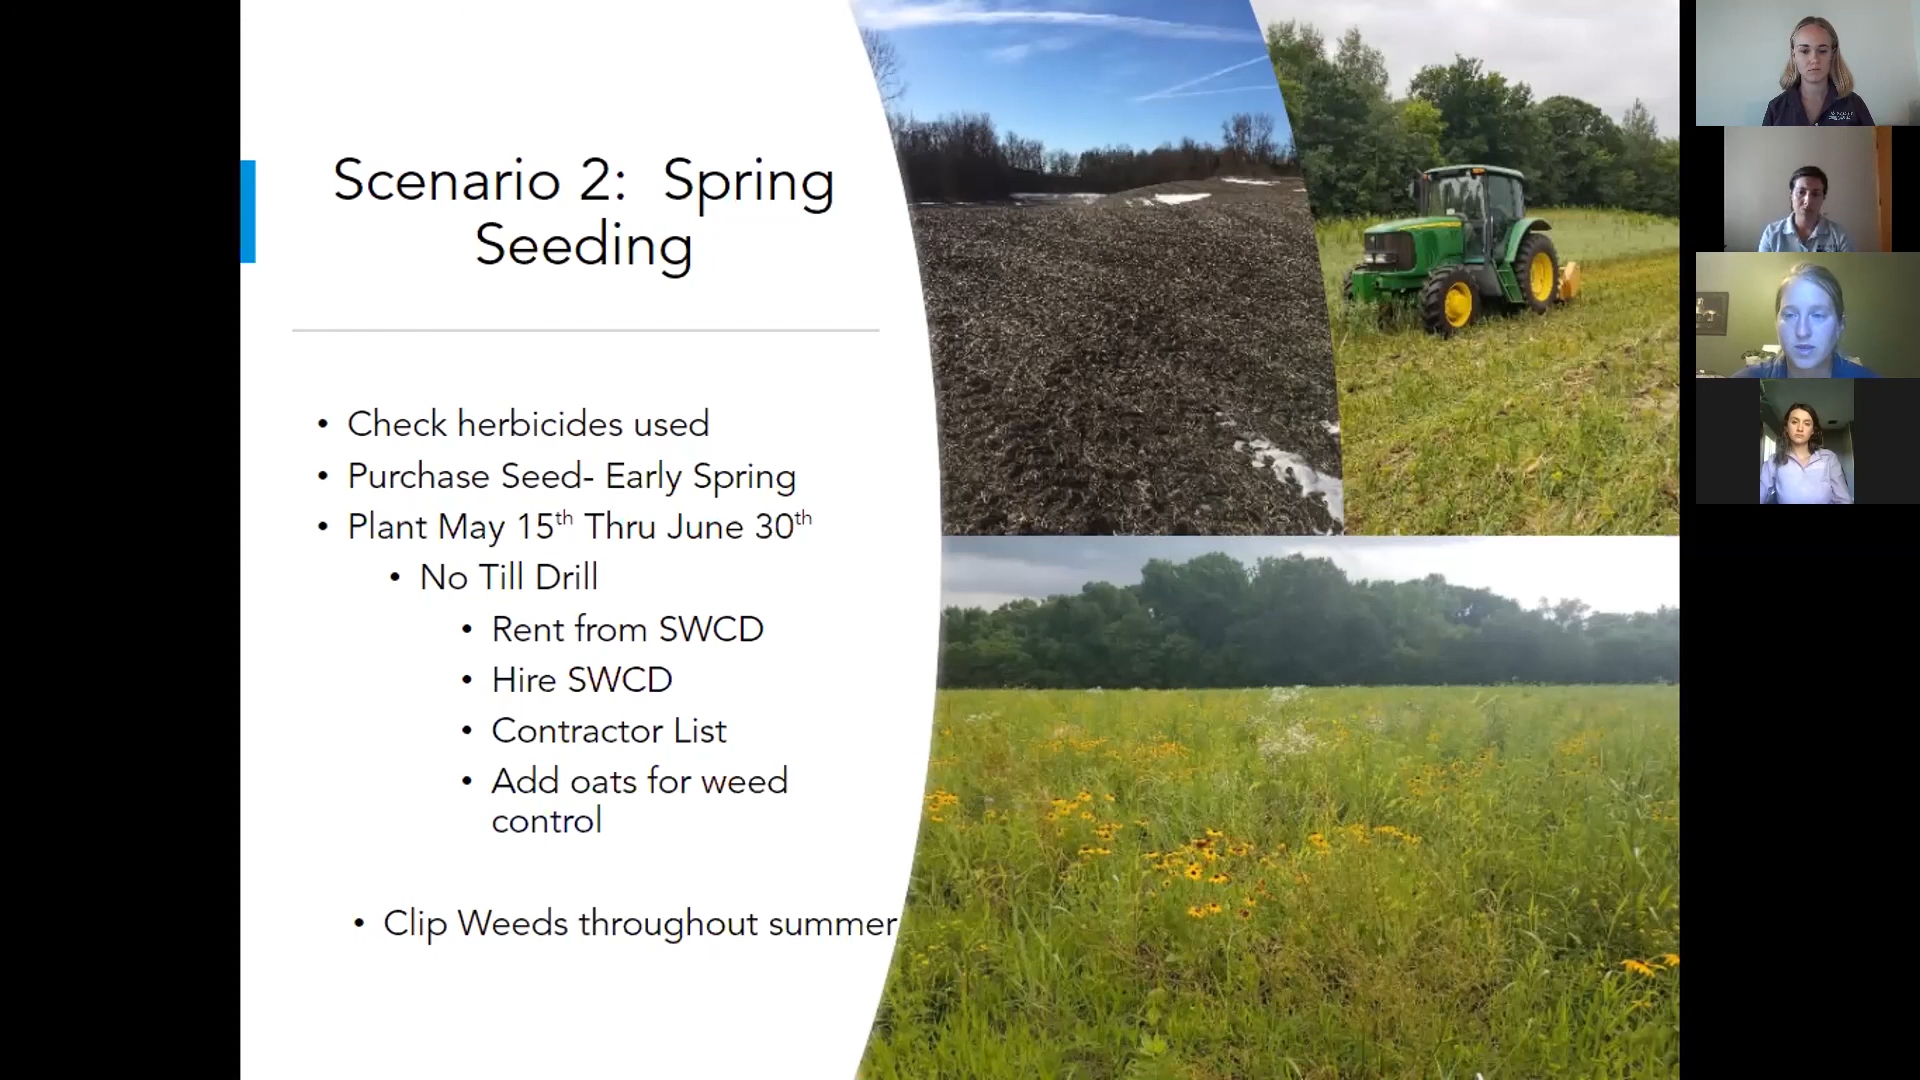 Scenario 2: Spring
Seeding
• Check herbicides used
• Purchase Seed- Early Spring
• Plant May 15th Thru June 30th
• No Till Drill
• Rent from SWCD
• Hire SWCD
• Contractor List
• Add oats for weed
control
• Clip Weeds throughout summer